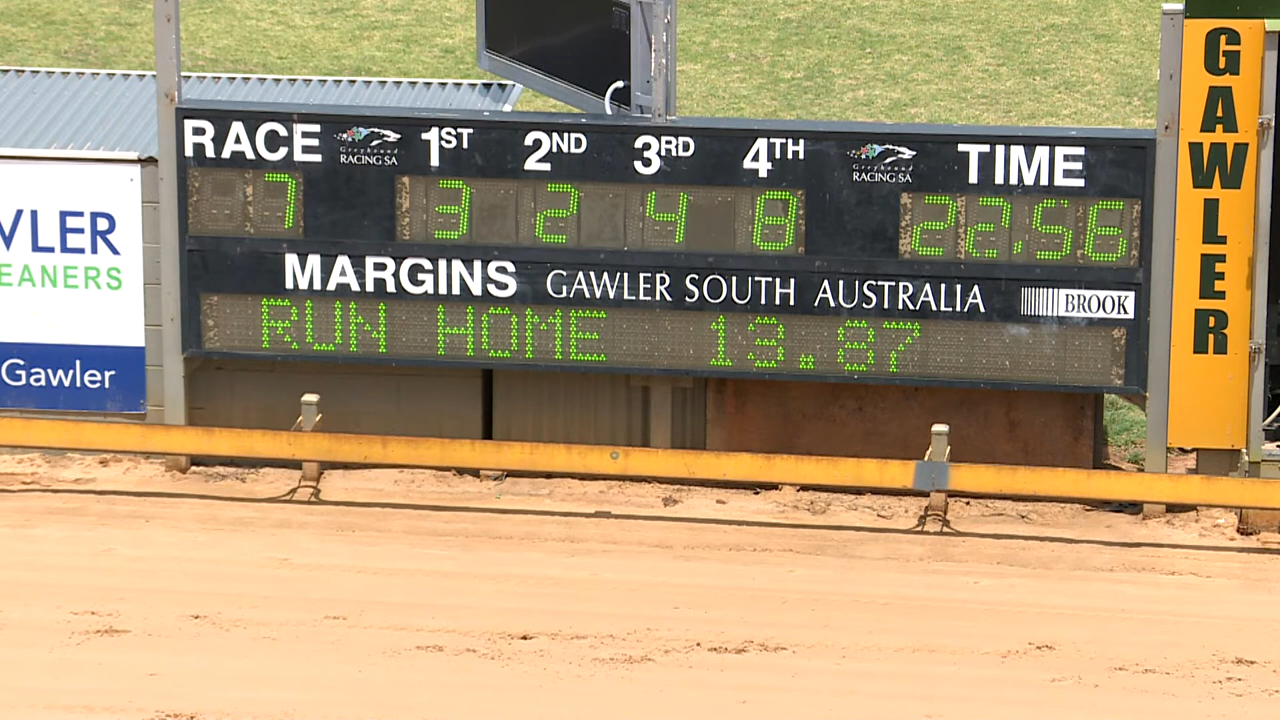 RACE Greyhound RACING SA 1ST 2ND 3RD 4TH Greyhound RACING SA TIME
7 3 2 4 8 22.56
MARGINS GAWLER SOUTH AUSTRALIA BROOK
RUN HOME 13.87
GAWLER
WLER
EANERS
Gawler